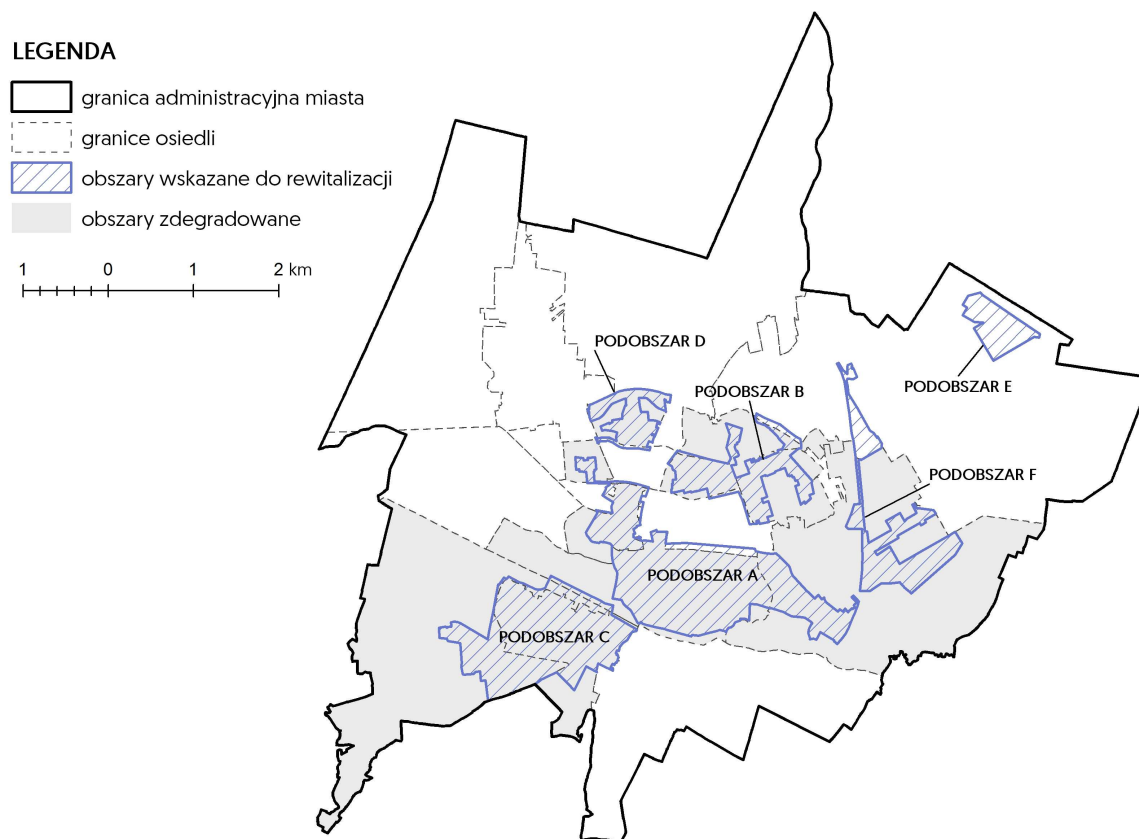 LEGENDA
granica administracyjna miasta
granice osiedli
obszary wskazane do rewitalizacji
obszary zdegradowane
1 0 1 2 km
PODOBSZAR D
PODOBSZAR B
PODOBSZAR E
PODOBSZAR F
PODOBSZAR A
PODOBSZAR C